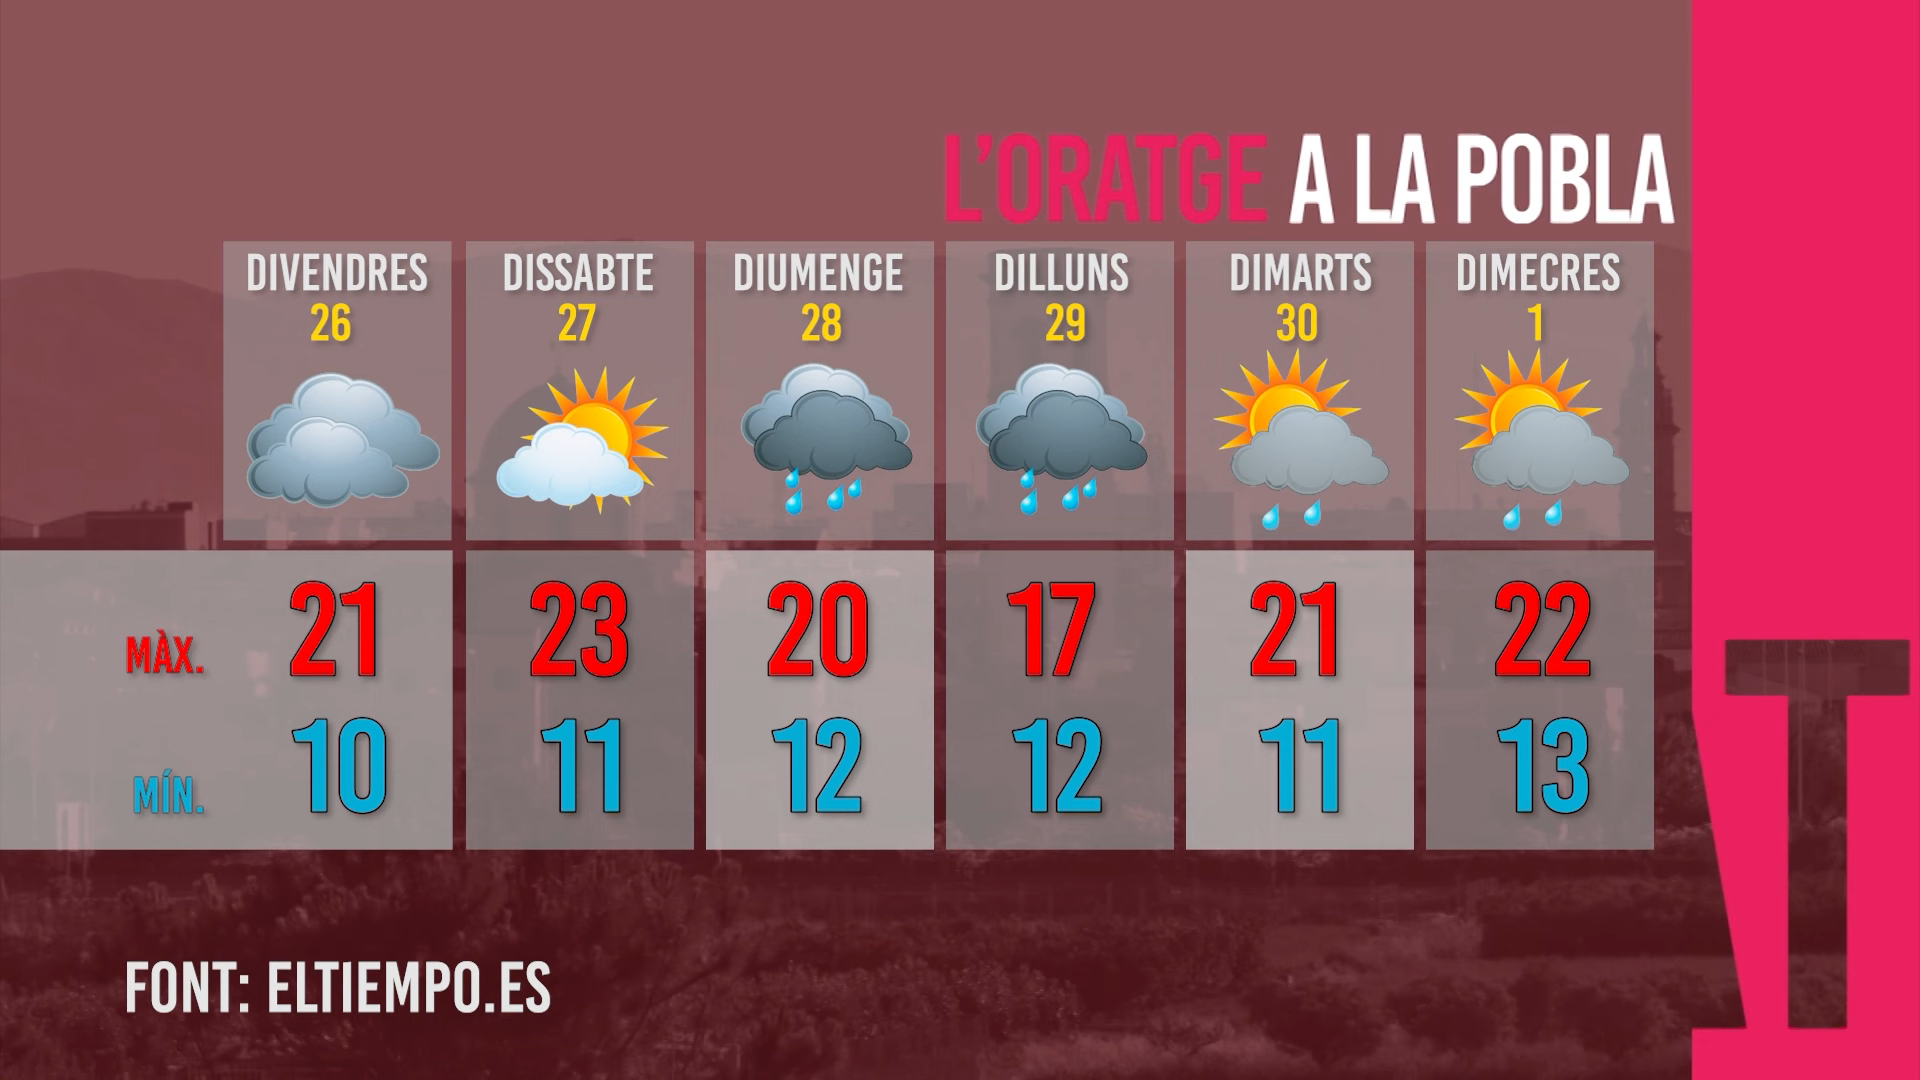 L'ORATGE A LA POBLA
DIVENDRES DISSABTE DIUMENGE DILLUNS DIMARTS DIMECRES
26 27 28 29 30 1
MÀX. 21 23 20 17 21 22
MÍN. 10 11 12 12 11 13
FONT: ELTIEMPO.ES